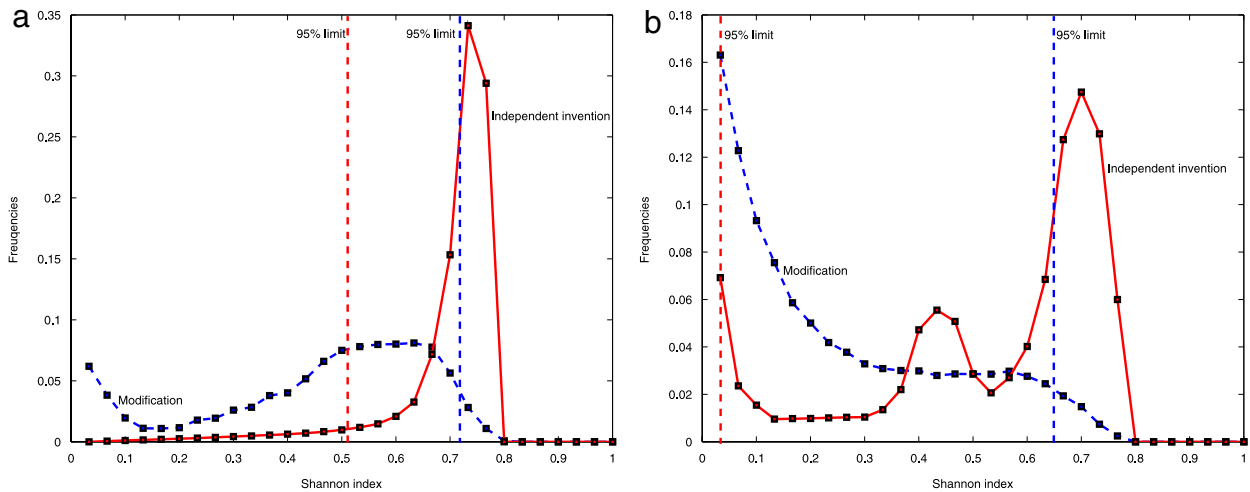 a
95% limit
95% limit
Independent invention
Modification
Freuqencies
0
0.05
0.1
0.15
0.2
0.25
0.3
0.35
0
0.1
0.2
0.3
0.4
0.5
0.6
0.7
0.8
0.9
1
Shannon index
b
95% limit
95% limit
Independent invention
Modification
Frequencies
0
0.02
0.04
0.06
0.08
0.1
0.12
0.14
0.16
0.18
0
0.1
0.2
0.3
0.4
0.5
0.6
0.7
0.8
0.9
1
Shannon index